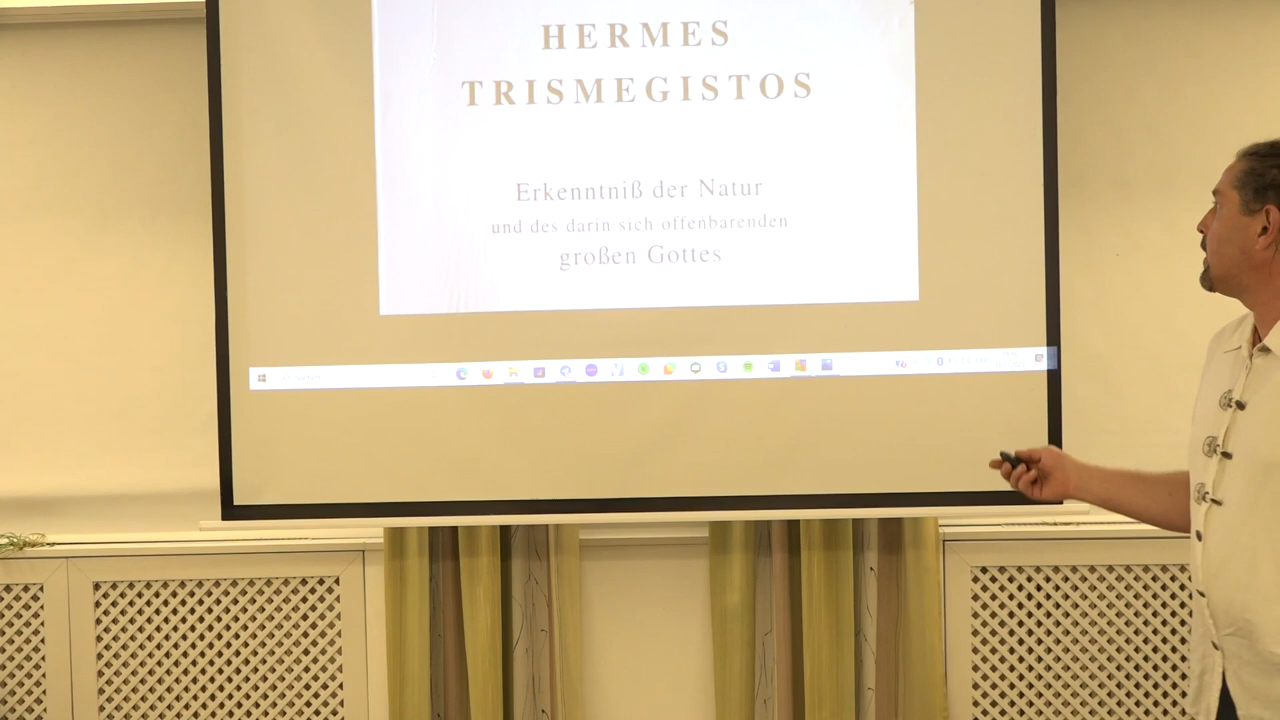 HERMES
TRISMEGISTOS
Erkenntniß der Natur
und des darin sich offenbarenden
großen Gottes